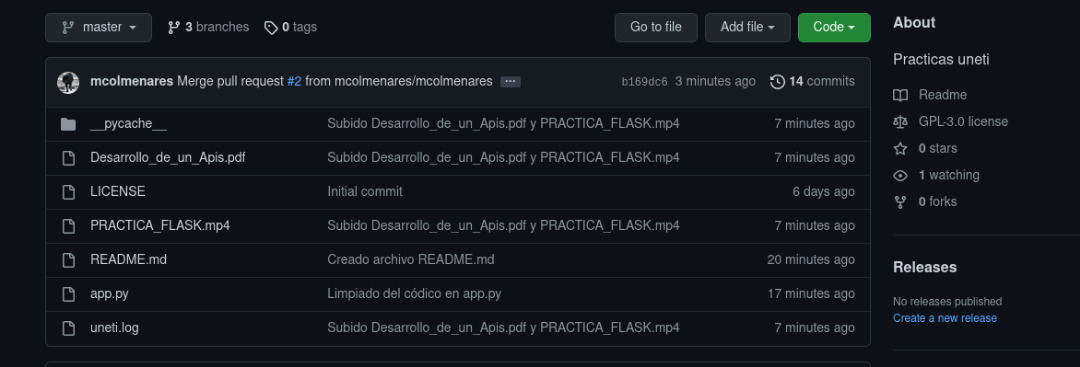 master
3 branches
0 tags
Go to file
Add file
Code
mcolmenares Merge pull request #2 from mcolmenares/mcolmenares ...
b169dc6 3 minutes ago
14 commits
__pycache__ Subido Desarrollo_de_un_Apis.pdf y PRACTICA_FLASK.mp4 7 minutes ago
Desarrollo_de_un_Apis.pdf Subido Desarrollo_de_un_Apis.pdf y PRACTICA_FLASK.mp4 7 minutes ago
LICENSE Initial commit 6 days ago
PRACTICA_FLASK.mp4 Subido Desarrollo_de_un_Apis.pdf y PRACTICA_FLASK.mp4 7 minutes ago
README.md Creado archivo README.md 20 minutes ago
app.py Limpiado del códico en app.py 17 minutes ago
uneti.log Subido Desarrollo_de_un_Apis.pdf y PRACTICA_FLASK.mp4 7 minutes ago
About
Practicas uneti
Readme
GPL-3.0 license
0 stars
1 watching
0 forks
Releases
No releases published
Create a new release